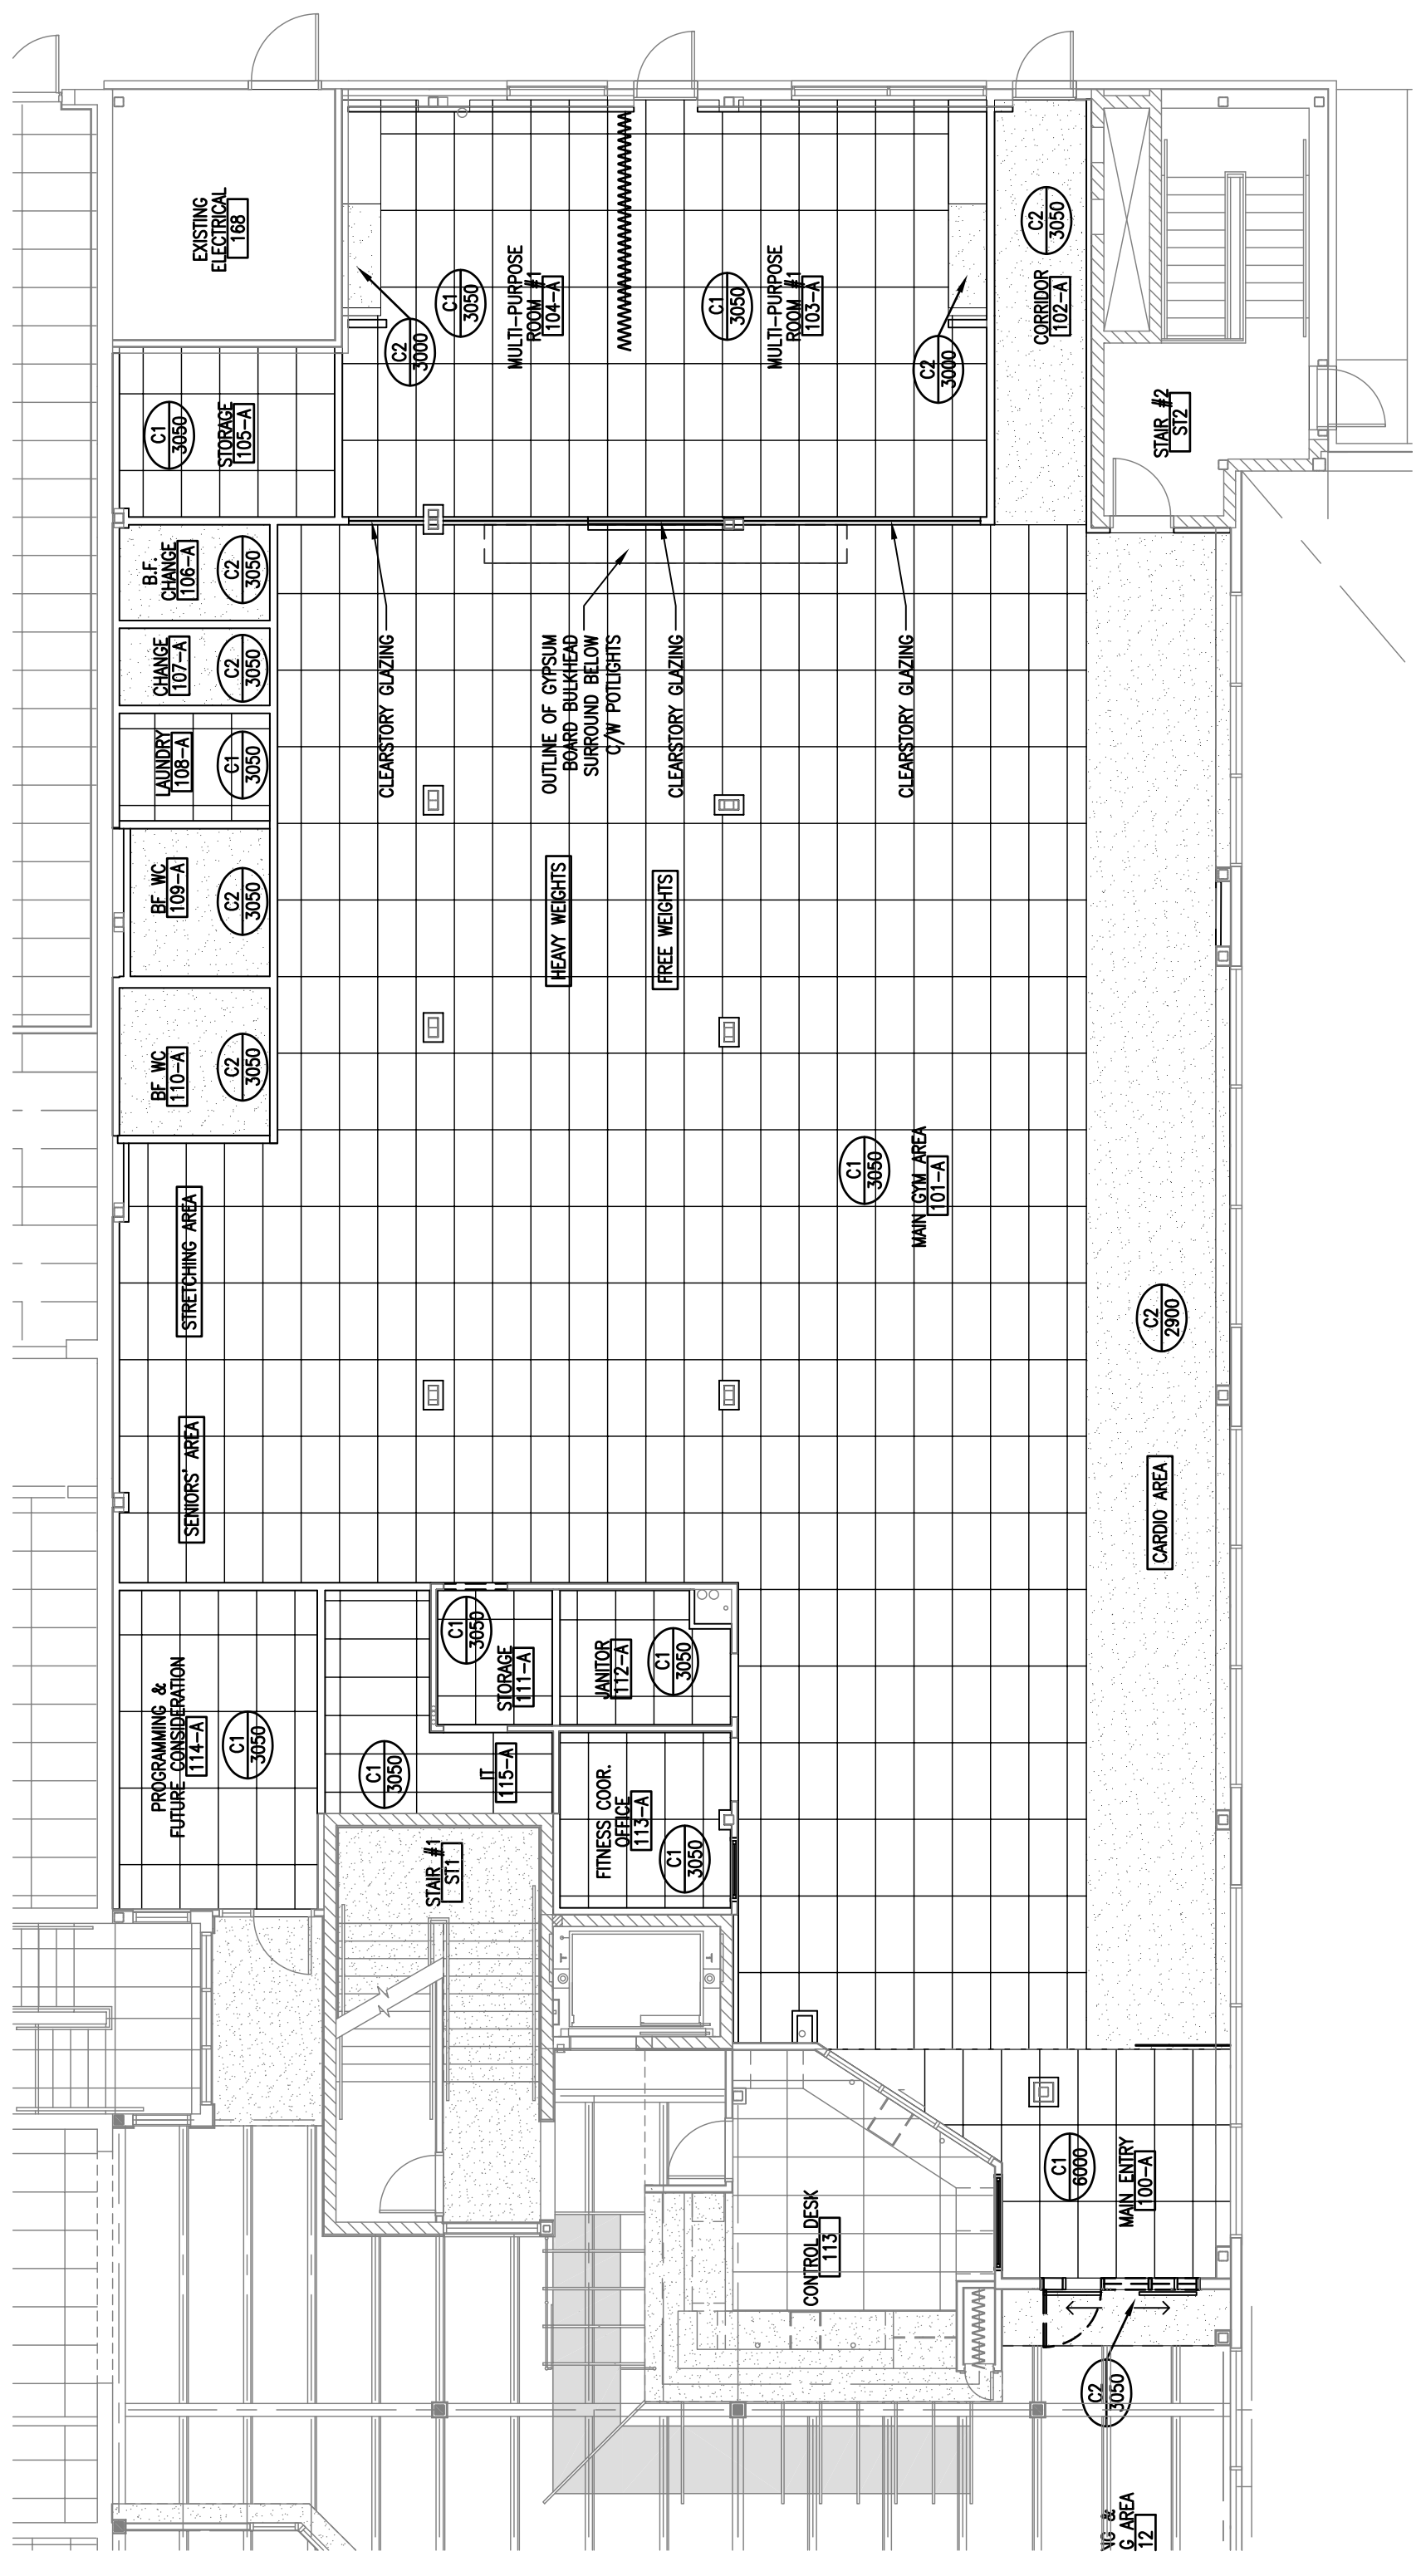 EXISTING
ELECTRICAL
168
MULTI-PURPOSE
ROOM #1
104-A
C1
3050
C2
3000
MULTI-PURPOSE
ROOM #1
103-A
C1
3050
C2
3000
CORRIDOR
102-A
C2
3050
STAIR #2
ST2
STORAGE
105-A
C1
3050
B.F.
CHANGE
106-A
C2
3050
CHANGE
107-A
C2
3050
LAUNDRY
108-A
C1
3050
BF WC
109-A
C2
3050
BF WC
110-A
C2
3050
CLEARSTORY GLAZING
OUTLINE OF GYPSUM
BOARD BULKHEAD
SURROUND BELOW
C/W POTLIGHTS
CLEARSTORY GLAZING
CLEARSTORY GLAZING
HEAVY WEIGHTS
FREE WEIGHTS
STRETCHING AREA
SENIORS' AREA
C1
3050
MAIN GYM AREA
101-A
C2
2900
CARDIO AREA
PROGRAMMING &
FUTURE CONSIDERATION
114-A
C1
3050
C1
3050
STORAGE
111-A
JANITOR
112-A
C1
3050
C1
3050
IT
115-A
FITNESS COOR.
OFFICE
113-A
C1
3050
STAIR #1
ST1
CONTROL DESK
113
C1
6000
MAIN ENTRY
100-A
C2
3050
&
G AREA
12